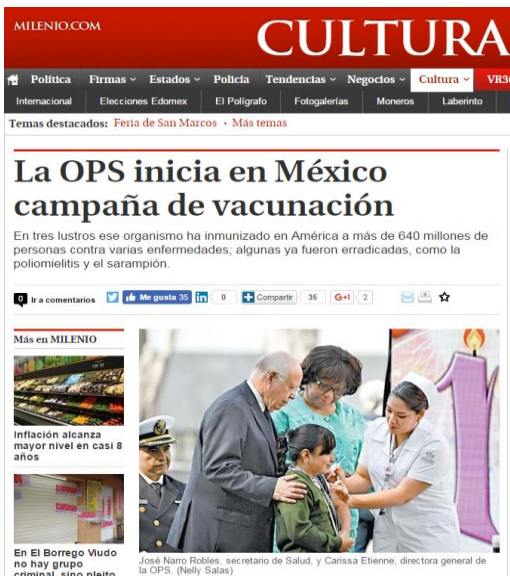 MILENIO.COM
CULTURA
Política Firmas Estados Policía Tendencias Negocios Cultura
Internacional Elecciones Edomex El Polígrafo Fotogalerías Moneros Laberinto
Temas destacados: Feria de San Marcos • Más temas
La OPS inicia en México
campaña de vacunación
En tres lustros ese organismo ha inmunizado en América a más de 640 millones de
personas contra varias enfermedades; algunas ya fueron erradicadas, como la
poliomielitis y el sarampión.
0 Ir a comentarios Me gusta 35 in 0 Compartir 35 G+1 2
Más en MILENIO
Inflación alcanza
mayor nivel en casi 8
años
En El Borrego Viudo
no hay grupo
criminal, sino pleito
José Narro Robles, secretario de Salud, y Carissa Etienne, directora general de
la OPS. (Nelly Salas)